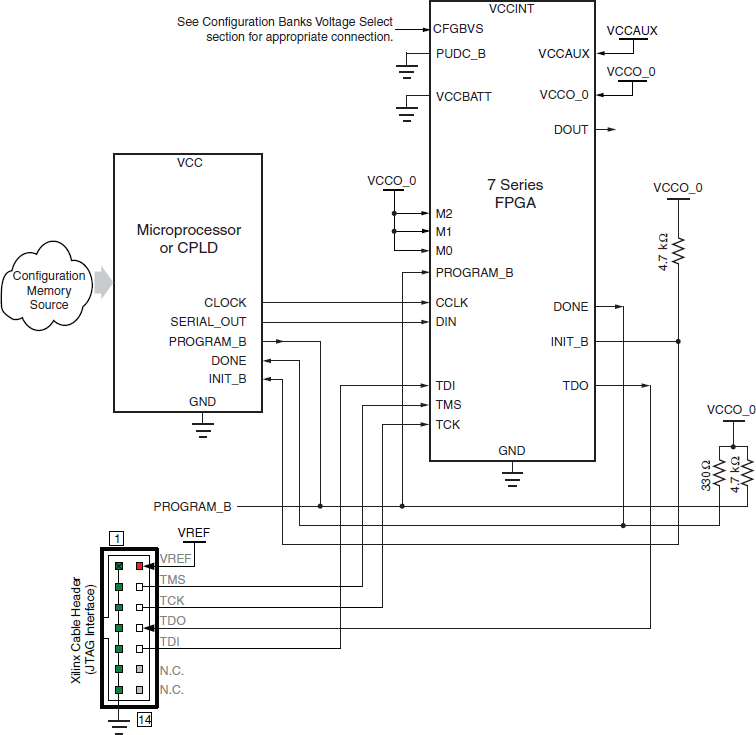 VCCINT
See Configuration Banks Voltage Select
section for appropriate connection.
CFGBVS
VCCAUX
PUDC_B
VCCAUX
VCCO_0
VCCBATT
VCCO_0
DOUT
VCC
VCCO_0
7 Series
FPGA
VCCO_0
M2
Microprocessor
or CPLD
M1
M0
4.7 kΩ
Configuration
Memory
Source
PROGRAM_B
CLOCK
CCLK
DONE
SERIAL_OUT
DIN
PROGRAM_B
INIT_B
DONE
INIT_B
TDI
TDO
GND
TMS
VCCO_0
TCK
GND
330Ω
4.7 kΩ
PROGRAM_B
VREF
1
VREF
TMS
TCK
TDO
TDI
N.C.
N.C.
14
Xilinx Cable Header
(JTAG Interface)